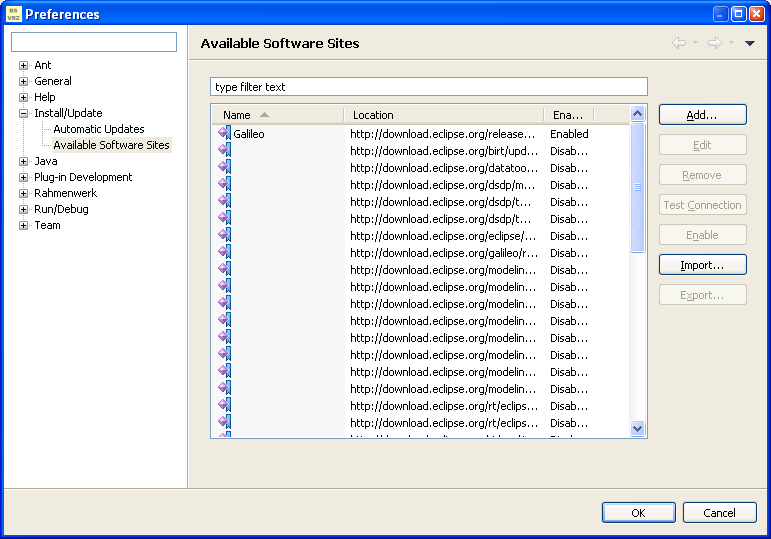 BS VRZ
Preferences
Available Software Sites
Ant
General
Help
Install/Update
Automatic Updates
Available Software Sites
Java
Plug-in Development
Rahmenwerk
Run/Debug
Team
type filter text
Name Location Ena...
Galileo http://download.eclipse.org/release... Enabled
http://download.eclipse.org/birt/upd... Disab...
http://download.eclipse.org/datatoo... Disab...
http://download.eclipse.org/dsdp/m... Disab...
http://download.eclipse.org/dsdp/t... Disab...
http://download.eclipse.org/dsdp/t... Disab...
http://download.eclipse.org/eclipse/... Disab...
http://download.eclipse.org/galileo/r... Disab...
http://download.eclipse.org/modelin... Disab...
http://download.eclipse.org/modelin... Disab...
http://download.eclipse.org/modelin... Disab...
http://download.eclipse.org/modelin... Disab...
http://download.eclipse.org/modelin... Disab...
http://download.eclipse.org/modelin... Disab...
http://download.eclipse.org/modelin... Disab...
http://download.eclipse.org/modelin... Disab...
http://download.eclipse.org/rt/eclips... Disab...
http://download.eclipse.org/rt/eclips... Disab...
Add...
Edit
Remove
Test Connection
Enable
Import...
Export...
OK Cancel